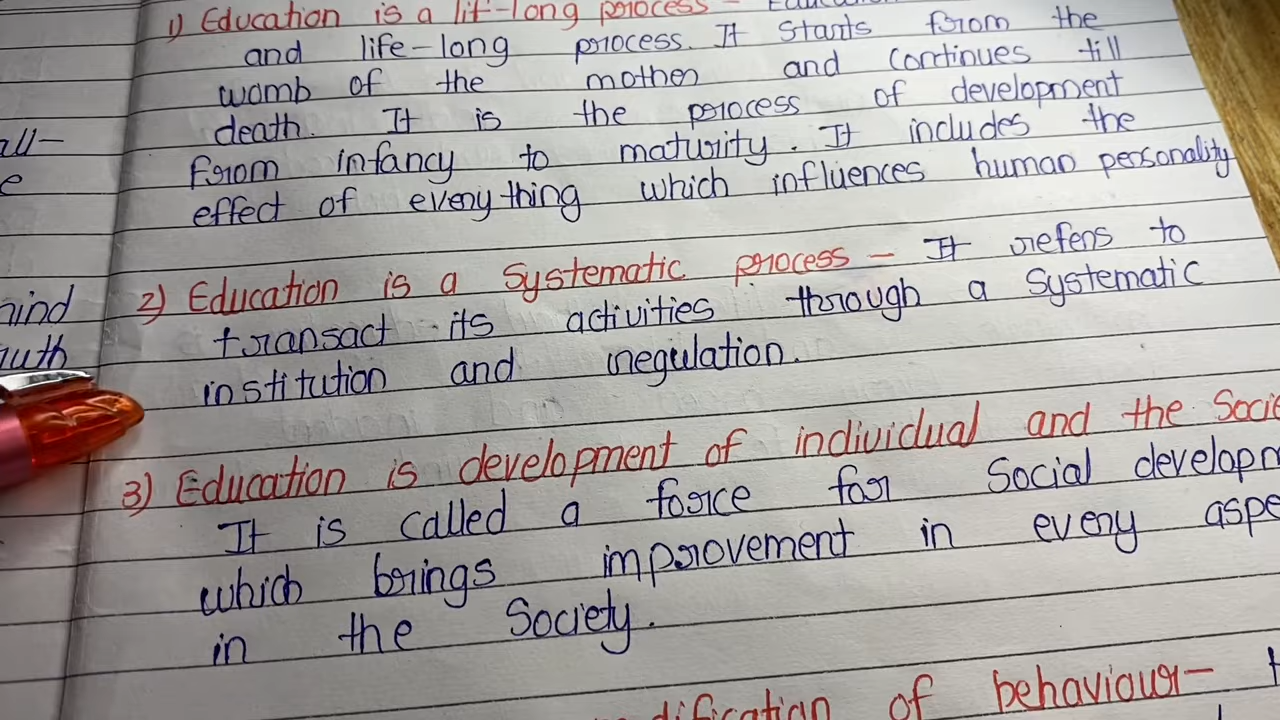 1) Education is a lif-long process -
and life-long process. It starts from the
womb of the mother and continues till
death. It is the process of development
from infancy to maturity. It includes the
effect of everything which influences human personality
2) Education is a systematic process - It refers to
transact its activities through a systematic
institution and regulation.
3) Education is development of individual and the
It is called a force for social
which brings improvement in every
in the society.
of behaviour-